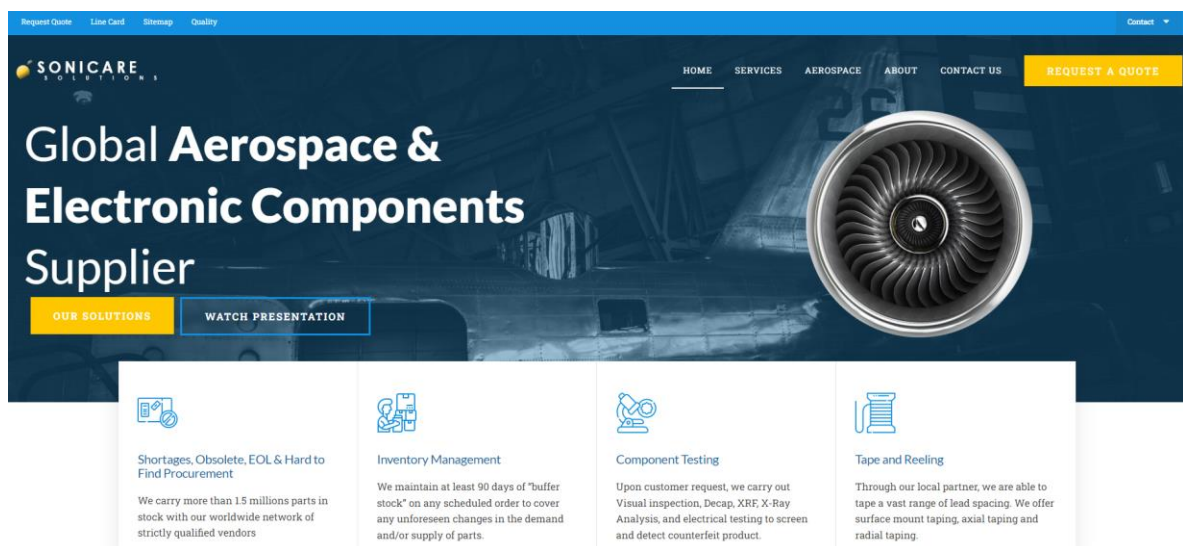 Request Quote Line Card Sitemap Quality Contact
SONICARE
SOLUTIONS
HOME SERVICES AEROSPACE ABOUT CONTACT US REQUEST A QUOTE
Global Aerospace &
Electronic Components
Supplier
OUR SOLUTIONS WATCH PRESENTATION
Shortages, Obsolete, EOL & Hard to
Find Procurement
We carry more than 1.5 millions parts in
stock with our worldwide network of
strictly qualified vendors
Inventory Management
We maintain at least 90 days of "buffer
stock" on any scheduled order to cover
any unforeseen changes in the demand
and/or supply of parts.
Component Testing
Upon customer request, we carry out
Visual inspection, Decap, XRF, X-Ray
Analysis, and electrical testing to screen
and detect counterfeit product.
Tape and Reeling
Through our local partner, we are able to
tape a vast range of lead spacing. We offer
surface mount taping, axial taping and
radial taping.